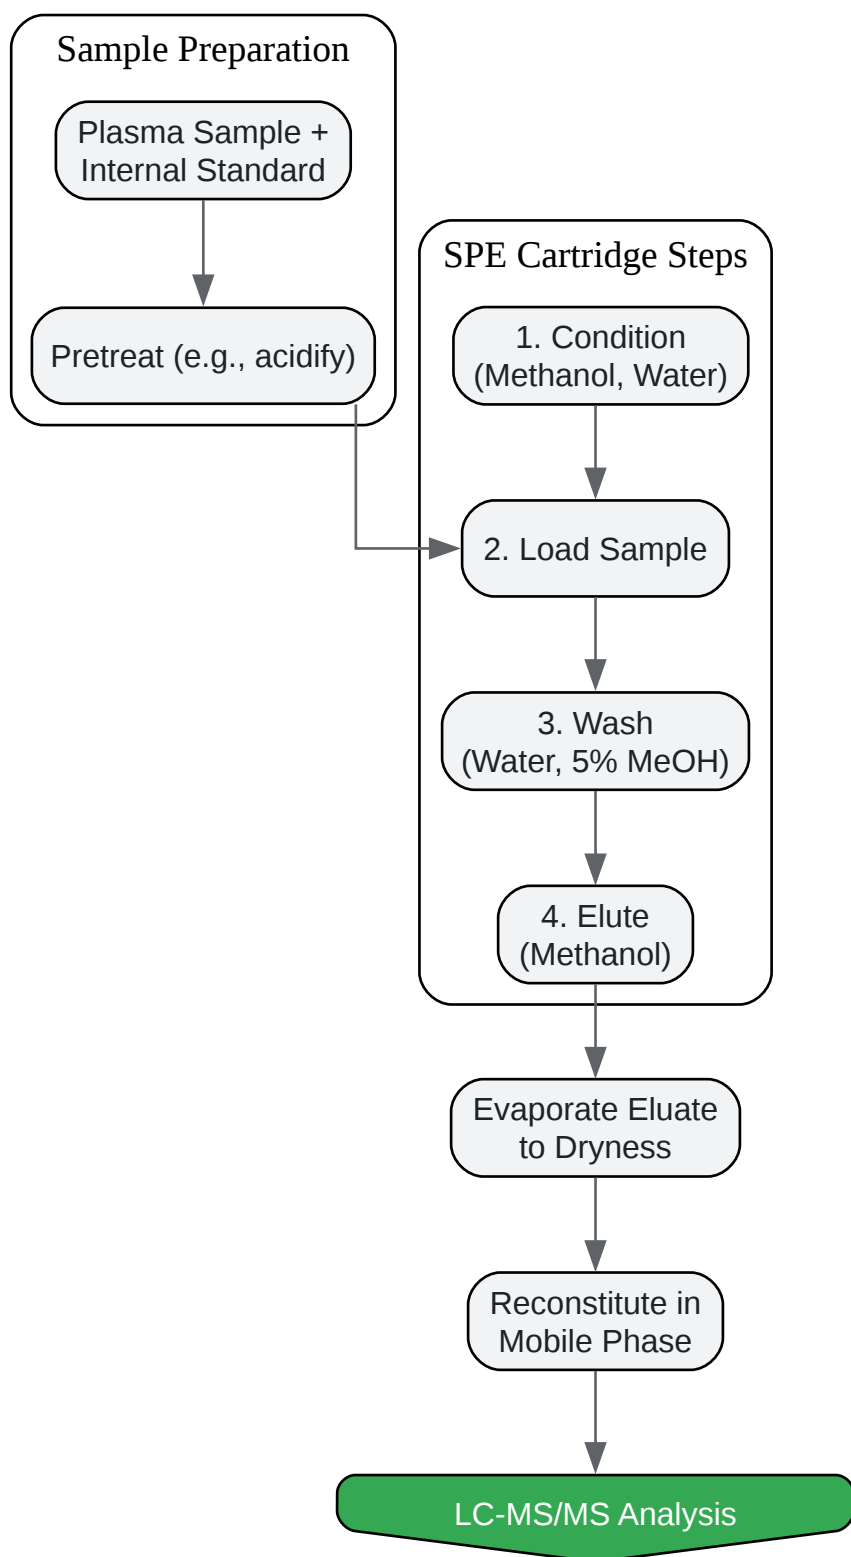 Sample Preparation
Plasma Sample +
Internal Standard
Pretreat (e.g., acidify)
SPE Cartridge Steps
1. Condition
(Methanol, Water)
2. Load Sample
3. Wash
(Water, 5% MeOH)
4. Elute
(Methanol)
Evaporate Eluate
to Dryness
Reconstitute in
Mobile Phase
LC-MS/MS Analysis